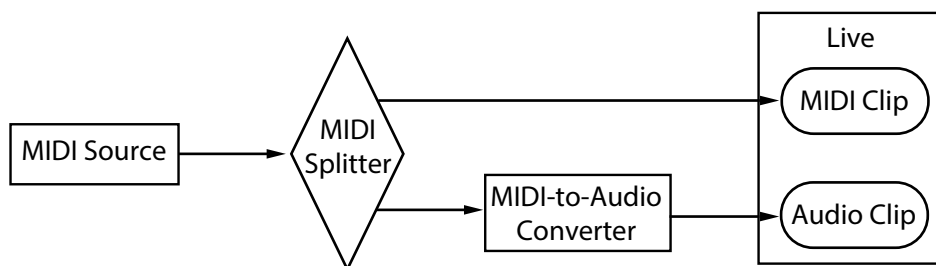 Live
MIDI Clip
MIDI Source
MIDI
Splitter
MIDI-to-Audio
Converter
Audio Clip